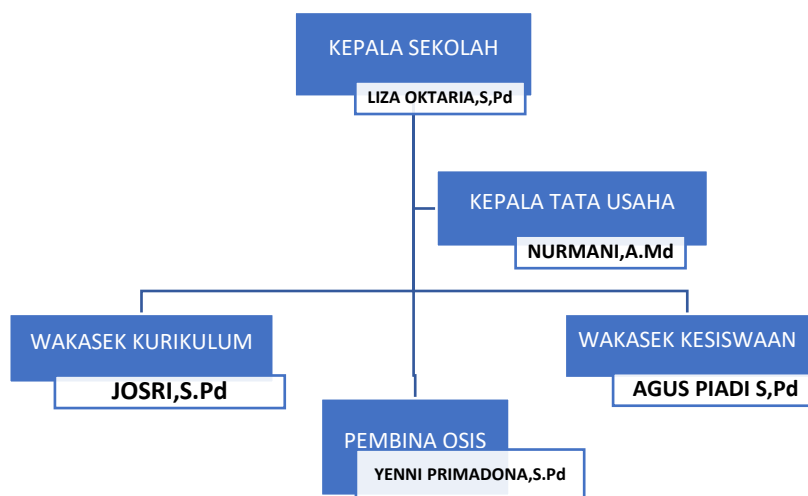 KEPALA SEKOLAH
LIZA OKTARIA,S,Pd
KEPALA TATA USAHA
NURMANI,A.Md
WAKASEK KURIKULUM
JOSRI,S.Pd
WAKASEK KESISWAAN
AGUS PIADI S,Pd
PEMBINA OSIS
YENNI PRIMADONA,S.Pd